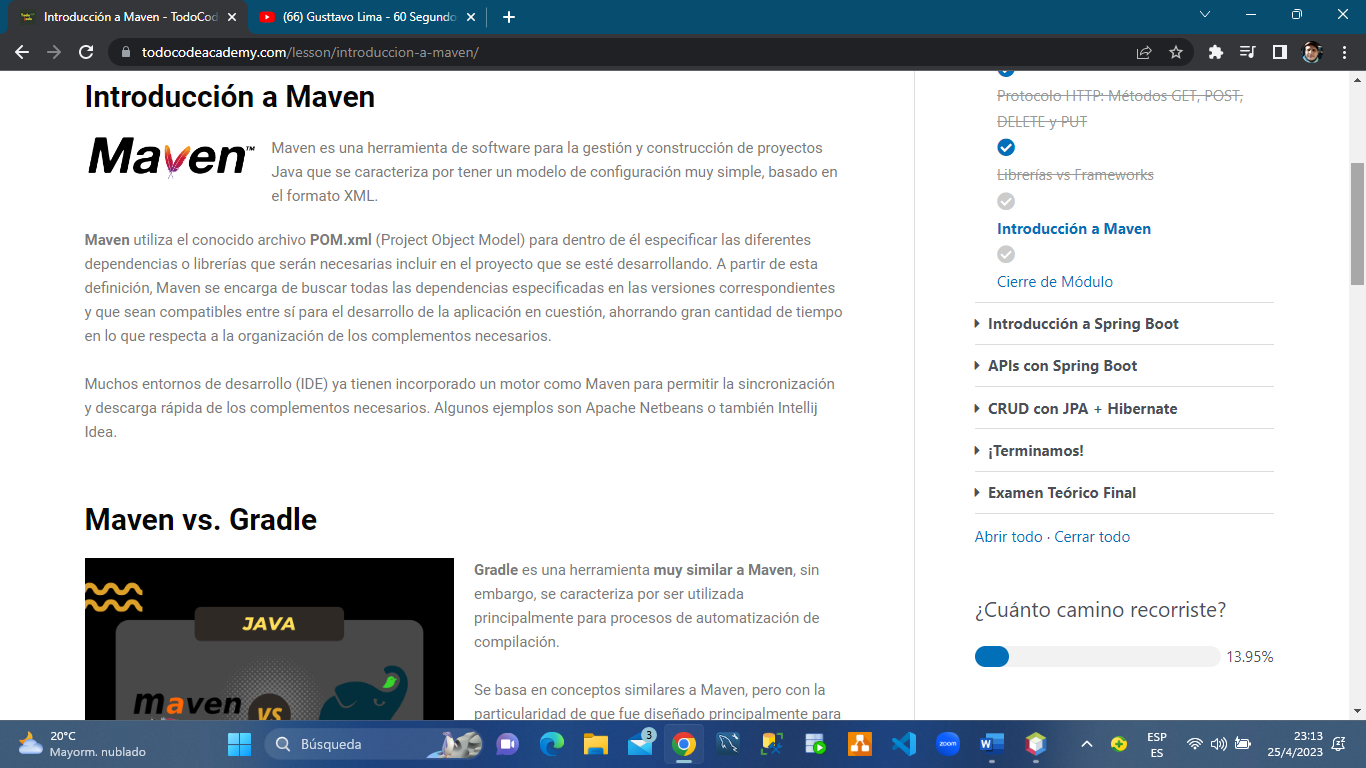 Introducción a Maven - TodoCod
(66) Gusttavo Lima - 60 Segundo
todocodeacademy.com/lesson/introduccion-a-maven/
Introducción a Maven
Maven™
Maven es una herramienta de software para la gestión y construcción de proyectos
Java que se caracteriza por tener un modelo de configuración muy simple, basado en
el formato XML.
Maven utiliza el conocido archivo POM.xml (Project Object Model) para dentro de él especificar las diferentes
dependencias o librerías que serán necesarias incluir en el proyecto que se esté desarrollando. A partir de esta
definición, Maven se encarga de buscar todas las dependencias especificadas en las versiones correspondientes
y que sean compatibles entre sí para el desarrollo de la aplicación en cuestión, ahorrando gran cantidad de tiempo
en lo que respecta a la organización de los complementos necesarios.
Muchos entornos de desarrollo (IDE) ya tienen incorporado un motor como Maven para permitir la sincronización
y descarga rápida de los complementos necesarios. Algunos ejemplos son Apache Netbeans o también Intellij
Idea.
Maven vs. Gradle
JAVA
maven
VS
Gradle es una herramienta muy similar a Maven, sin
embargo, se caracteriza por ser utilizada
principalmente para procesos de automatización de
compilación.
Se basa en conceptos similares a Maven, pero con la
particularidad de que fue diseñado principalmente para
Protocolo HTTP: Métodos GET, POST,
DELETE y PUT
Librerías vs Frameworks
Introducción a Maven
Cierre de Módulo
Introducción a Spring Boot
APIs con Spring Boot
CRUD con JPA + Hibernate
¡Terminamos!
Examen Teórico Final
Abrir todo · Cerrar todo
¿Cuánto camino recorriste?
13.95%
20°C
Mayorm. nublado
Búsqueda
3
zoom
ESP
ES
23:13
25/4/2023